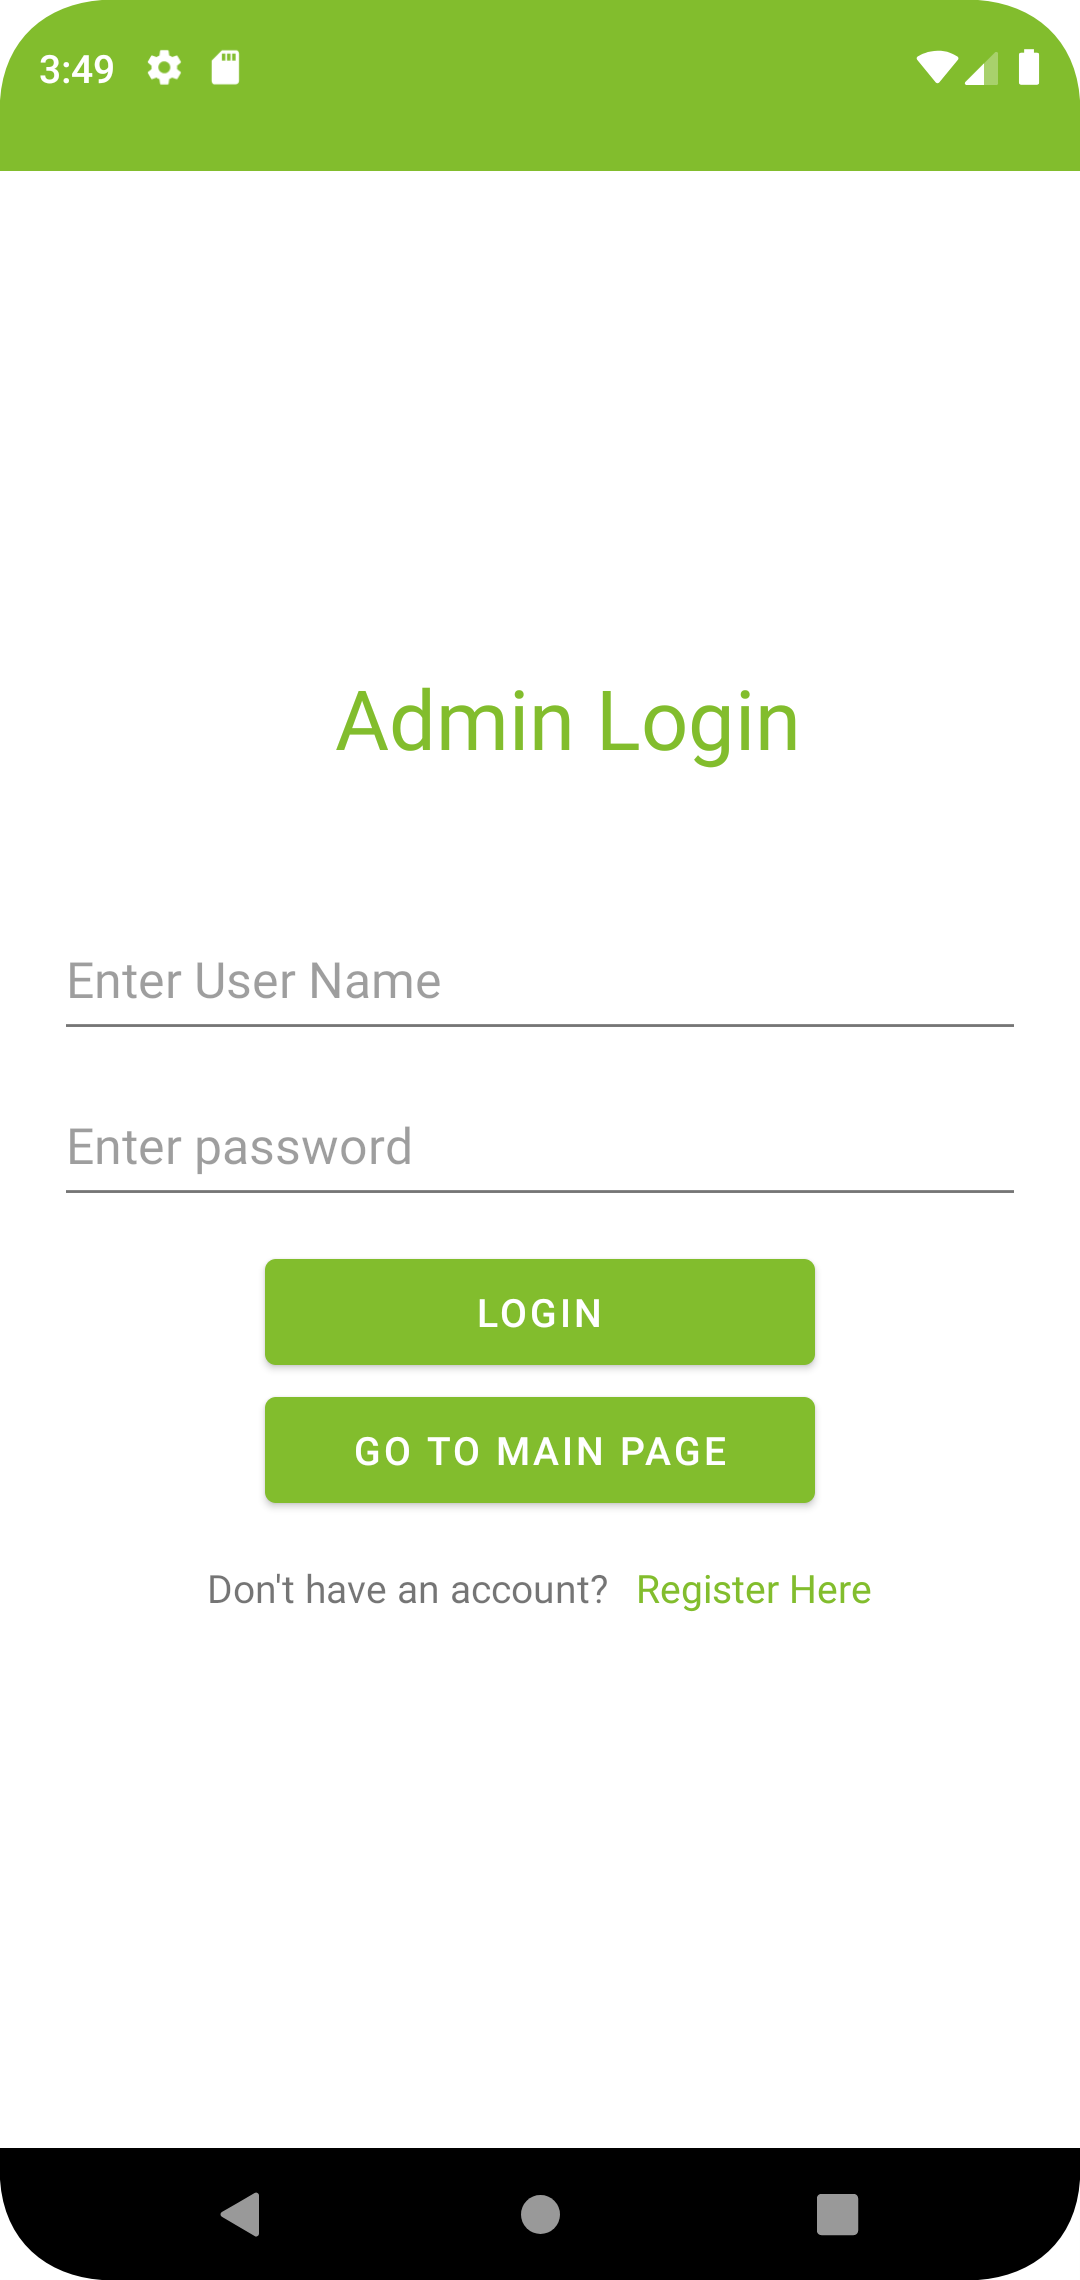 3:49
Admin Login
Enter User Name
Enter password
LOGIN
GO TO MAIN PAGE
Don't have an account? Register Here